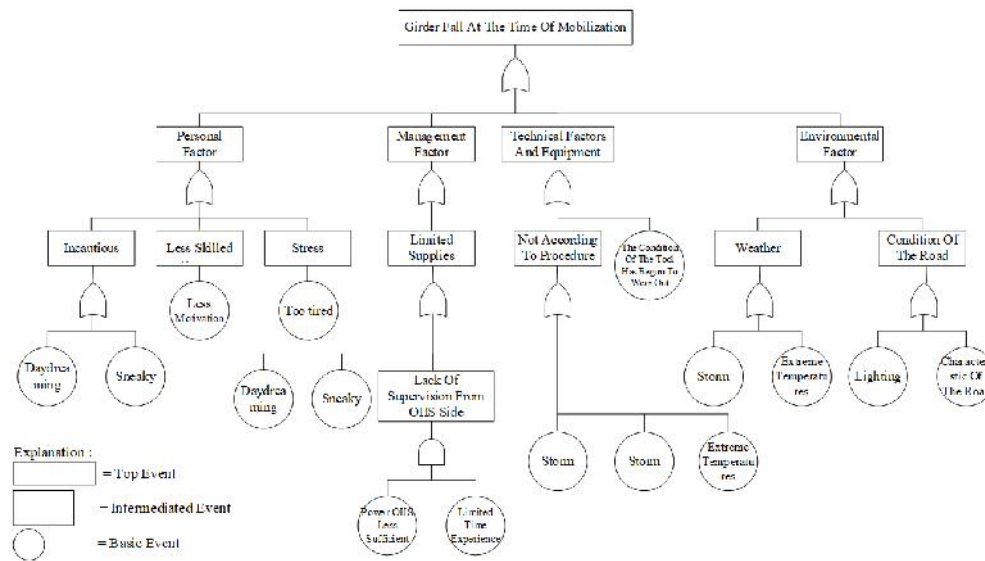 Girder Fall At The Time Of Mobilization
Personal
Factor
Management
Factor
Technical Factors
And Equipment
Environmental
Factor
Incautious
Less Skilled
Stress
Limited
Supplies
Not According
To Procedure
The Condition
Of The Tool
Has Began To
Wore Out
Weather
Condition Of
The Road
Less
Motivation
Too tired
Daydrea
ming
Sneaky
Daydrea
ming
Sneaky
Lack Of
Supervision From
OHS Side
Storm
Extreme
Temperatu
res
Lighting
Character
istic Of
The Road
Storm
Storm
Extreme
Temperatu
res
Power OHS
Less
Sufficient
Limited
Time
Experience
Explanation :
= Top Event
= Intermediated Event
= Basic Event